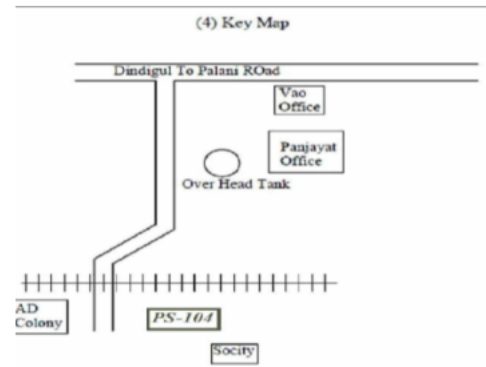 (4) Key Map
Dindigul To Palani ROad
Vao
Office
Panjayat
Office
Over Head Tank
AD
Colony
PS-104
Socity